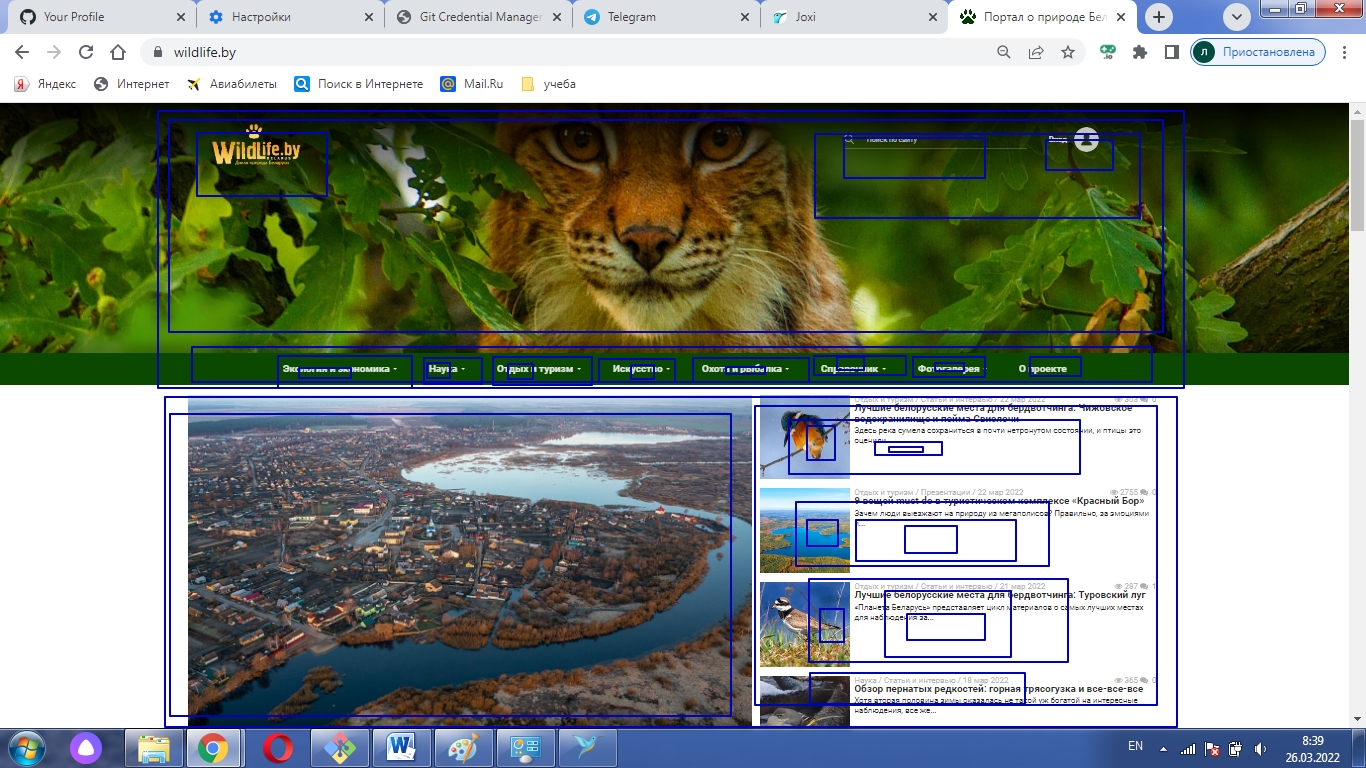 Your Profile
Настройки
Git Credential Manager
Telegram
Joxi
Портал о природе Бел
wildlife.by
Л Приостановлена
Яндекс
Интернет
Авиабилеты
Поиск в Интернете
Mail.Ru
учеба
WildLife.by
BELARUS
Дикая природа Беларуси
Поиск по сайту
Вход
Экология и экономика
Наука
Отдых и туризм
Искусство
Охота и рыбалка
Справочник
Фотогалерея
О проекте
Отдых и туризм / Статьи и интервью / 22 мар 2022 303 0
Лучшие белорусские места для бердвотчинга: Чижовское
водохранилище и пойма Свислочи
Здесь река сумела сохраниться в почти нетронутом состоянии, и птицы это
оценили...
Отдых и туризм / Презентации / 22 мар 2022 2755 0
9 вещей must do в туристическом комплексе «Красный Бор»
Зачем люди выезжают на природу из мегаполисов? Правильно, за эмоциями
Отдых и туризм / Статьи и интервью / 21 мар 2022 297 1
Лучшие белорусские места для бердвотчинга: Туровский луг
«Планета Беларусь» представляет цикл материалов о самых лучших местах
для наблюдения за...
Наука / Статьи и интервью / 18 мар 2022 365 0
Обзор пернатых редкостей: горная трясогузка и все-все-все
Хотя вторая половина зимы оказалась не такой уж богатой на интересные
наблюдения, все же...
EN
8:39
26.03.2022